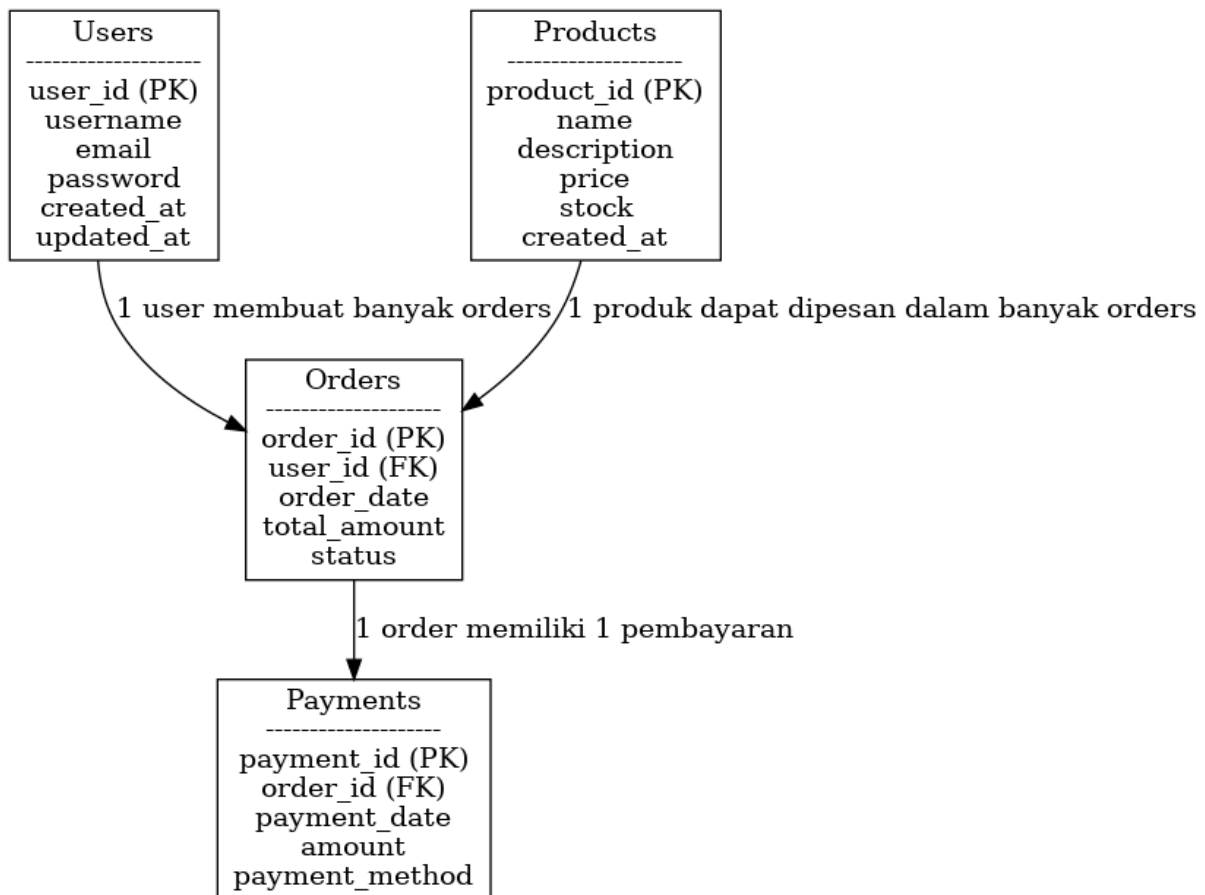 Users
--------------------
user_id (PK)
username
email
password
created_at
updated_at
Products
--------------------
product_id (PK)
name
description
price
stock
created_at
1 user membuat banyak orders
1 produk dapat dipesan dalam banyak orders
Orders
--------------------
order_id (PK)
user_id (FK)
order_date
total_amount
status
1 order memiliki 1 pembayaran
Payments
--------------------
payment_id (PK)
order_id (FK)
payment_date
amount
payment_method